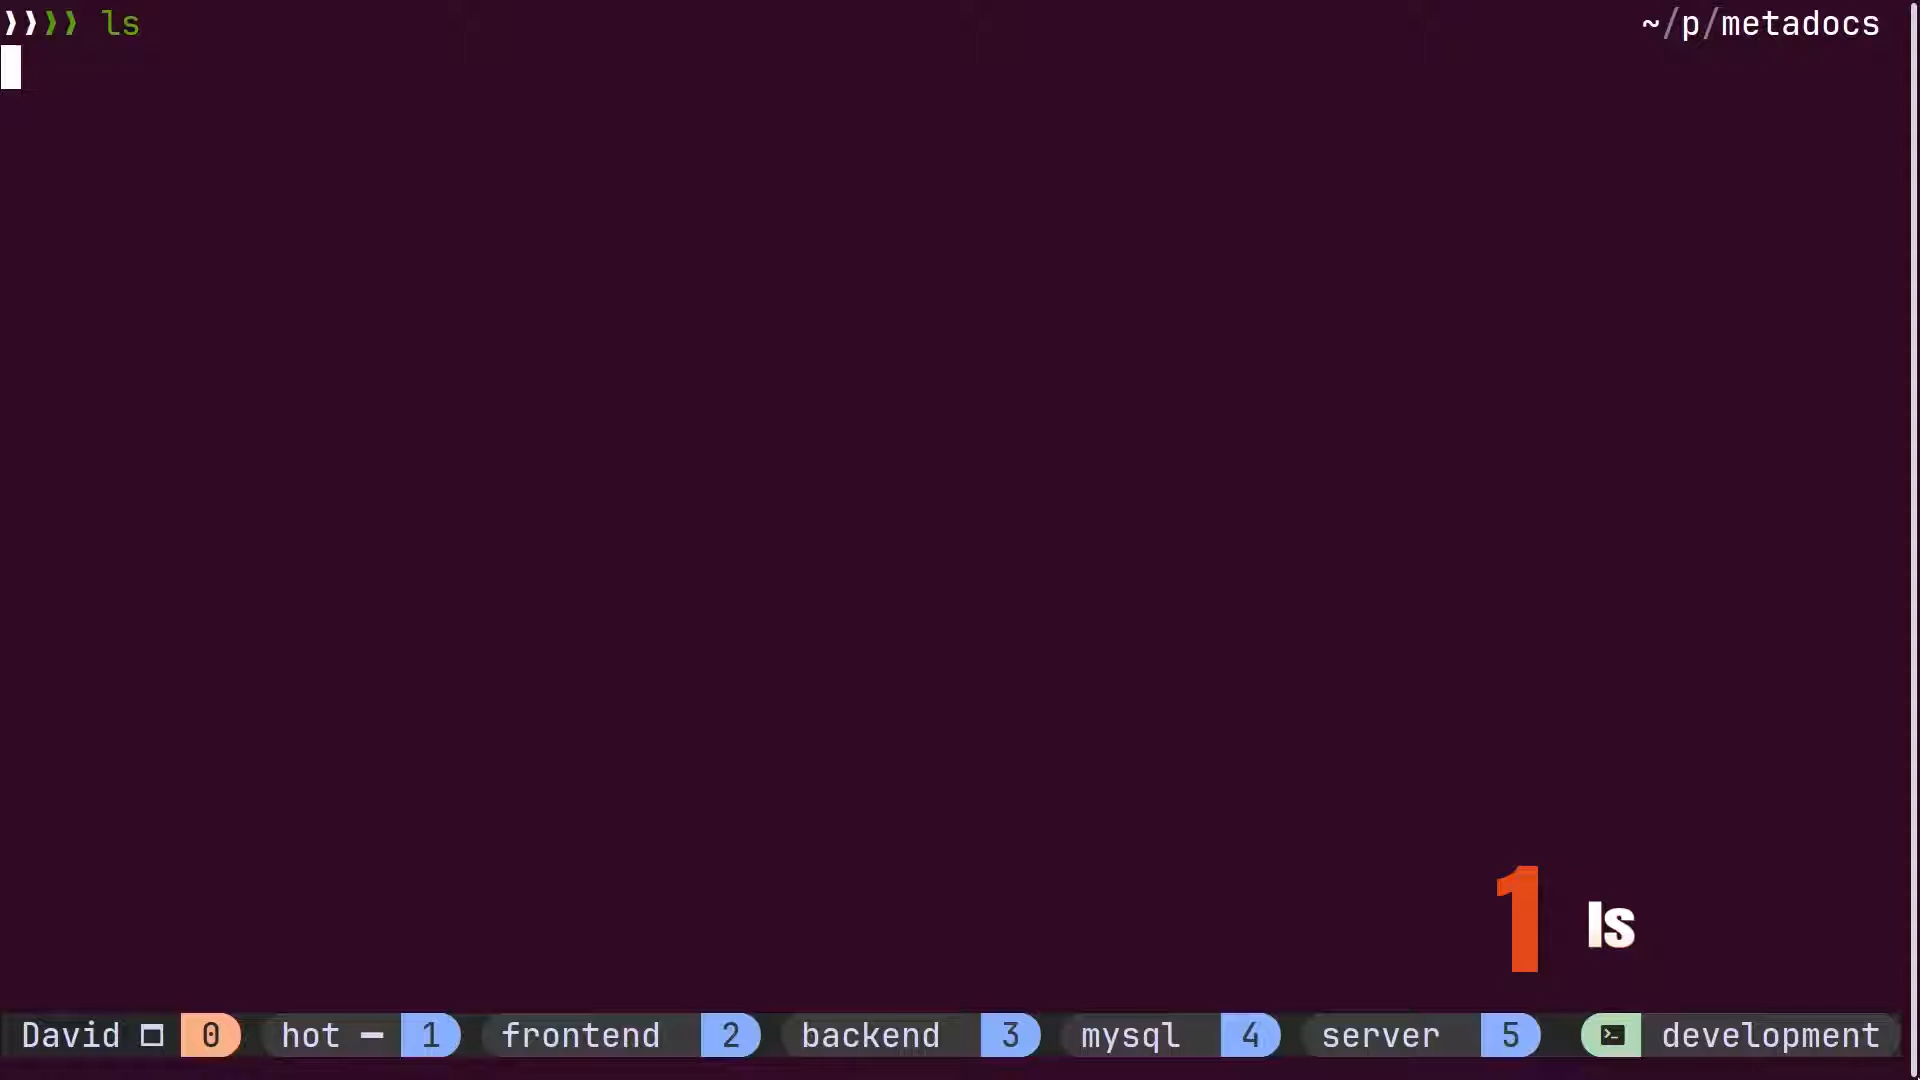 ❯❯❯❯ ls ~/p/metadocs
1 ls
David 0 hot 1 frontend 2 backend 3 mysql 4 server 5 development